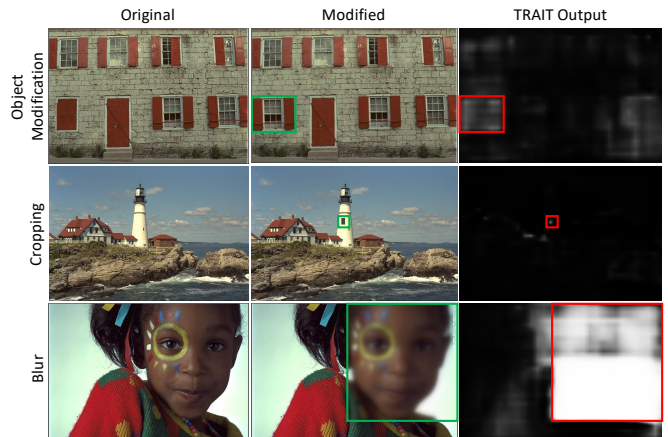 Original
Modified
TRAIT Output
Object
Modification
Cropping
Blur